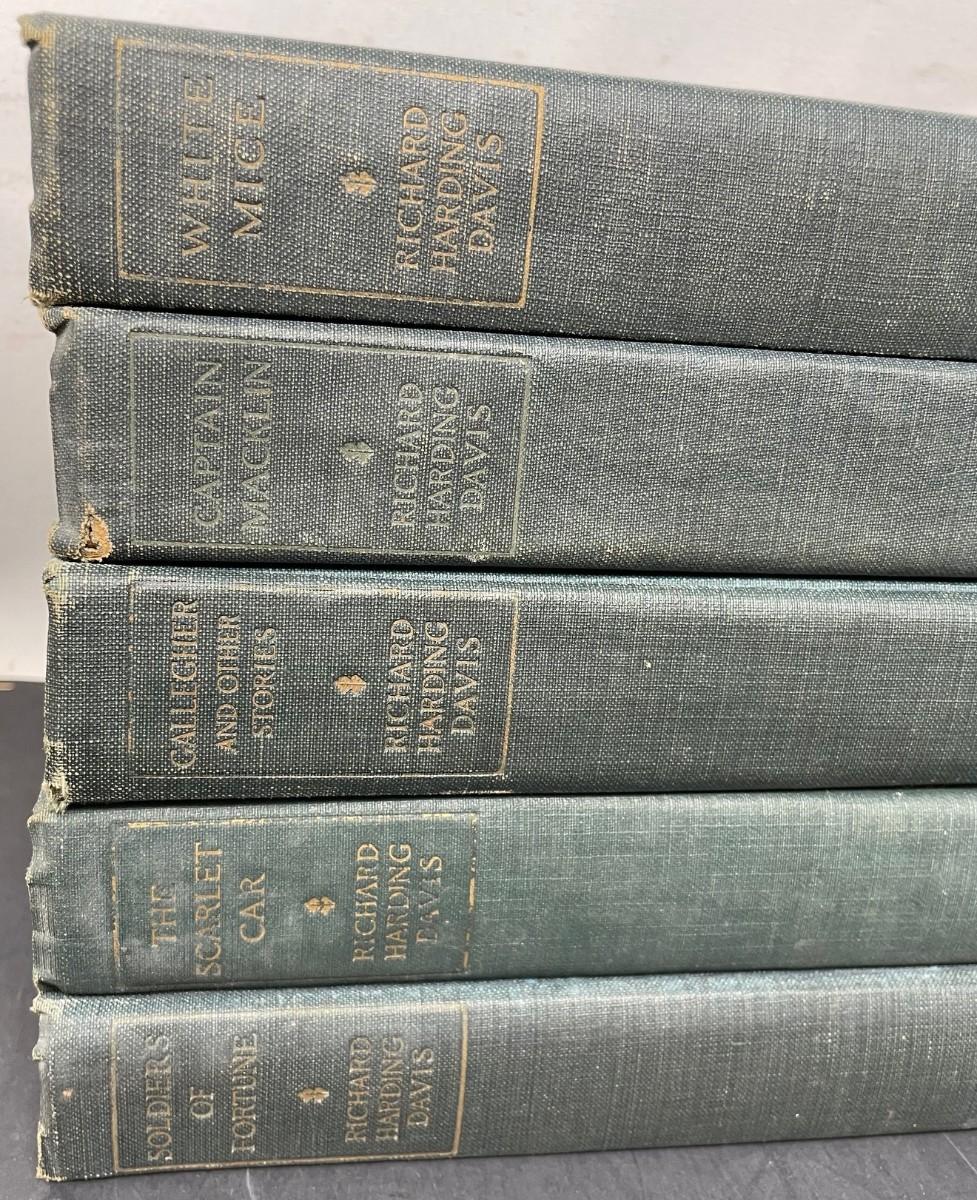 WHITE
MICE
RICHARD
HARDING
DAVIS
CAPTAIN
MACKLIN
RICHARD
HARDING
DAVIS
GALLEGHER
AND OTHER
STORIES
RICHARD
HARDING
DAVIS
THE
SCARLET
CAR
RICHARD
HARDING
DAVIS
SOLDIERS
OF
FORTUNE
RICHARD
HARDING
DAVIS